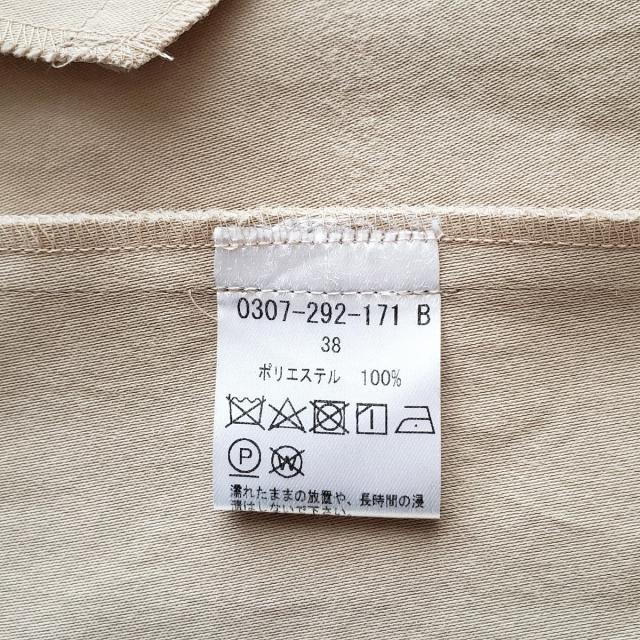 0307-292-171 B
38
ポリエステル 100%
P W
濡れたままの放置や、長時間の浸
漬はしないで下さい。